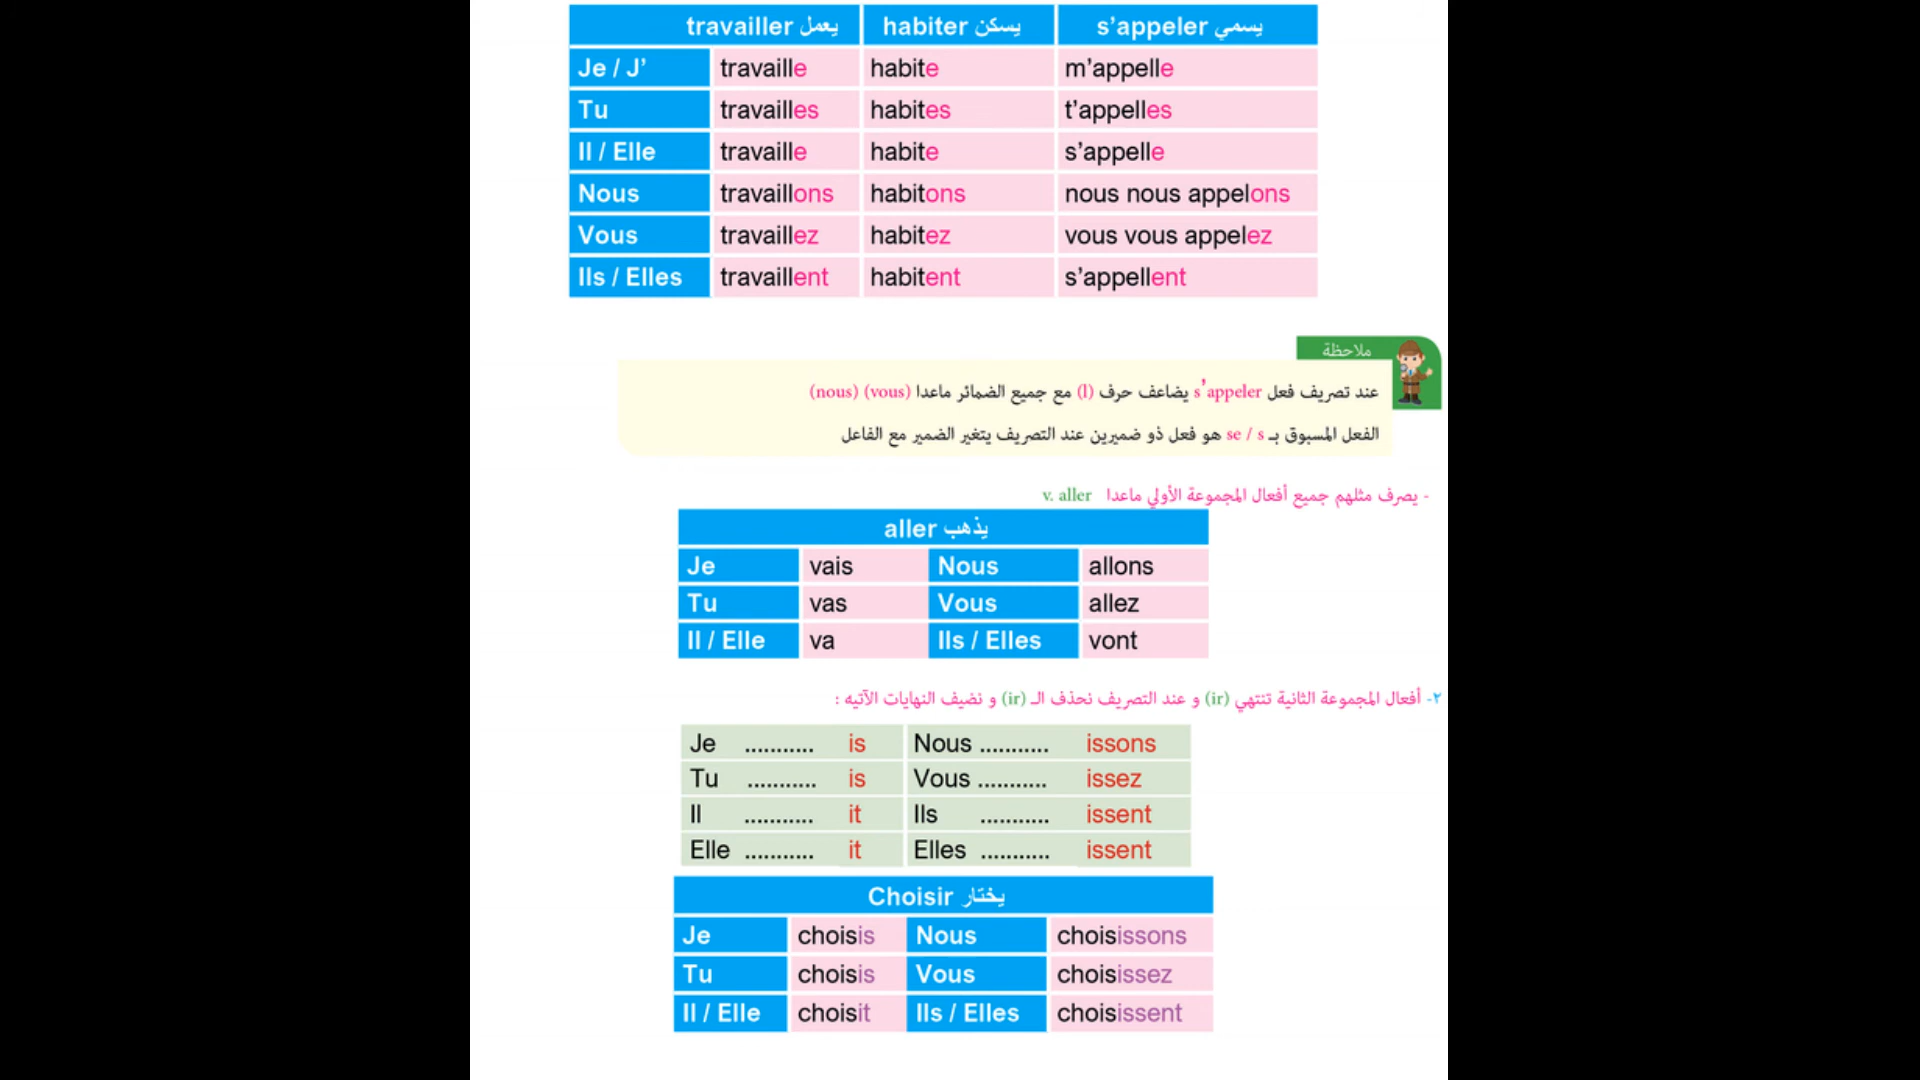 travailler يعمل habiter يسكن s’appeler يسمي
Je / J’ travaille habite m’appelle
Tu travailles habites t’appelles
Il / Elle travaille habite s’appelle
Nous travaillons habitons nous nous appelons
Vous travaillez habitez vous vous appelez
Ils / Elles travaillent habitent s’appellent
ملاحظة
عند تصريف فعل s’appeler يضاعف حرف (l) مع جميع الضمائر ماعدا (nous) (vous)
الفعل المسبوق بـ se / s هو فعل ذو ضميرين عند التصريف يتغير الضمير مع الفاعل
- يصرف مثلهم جميع أفعال المجموعة الأولي ماعدا v. aller
aller يذهب
Je vais Nous allons
Tu vas Vous allez
Il / Elle va Ils / Elles vont
٢- أفعال المجموعة الثانية تنتهي (ir) و عند التصريف نحذف الـ (ir) و نضيف النهايات الآتيه :
Je ........... is Nous ........... issons
Tu ........... is Vous ........... issez
Il ........... it Ils ........... issent
Elle ........... it Elles ........... issent
Choisir يختار
Je choisis Nous choisissons
Tu choisis Vous choisissez
Il / Elle choisit Ils / Elles choisissent